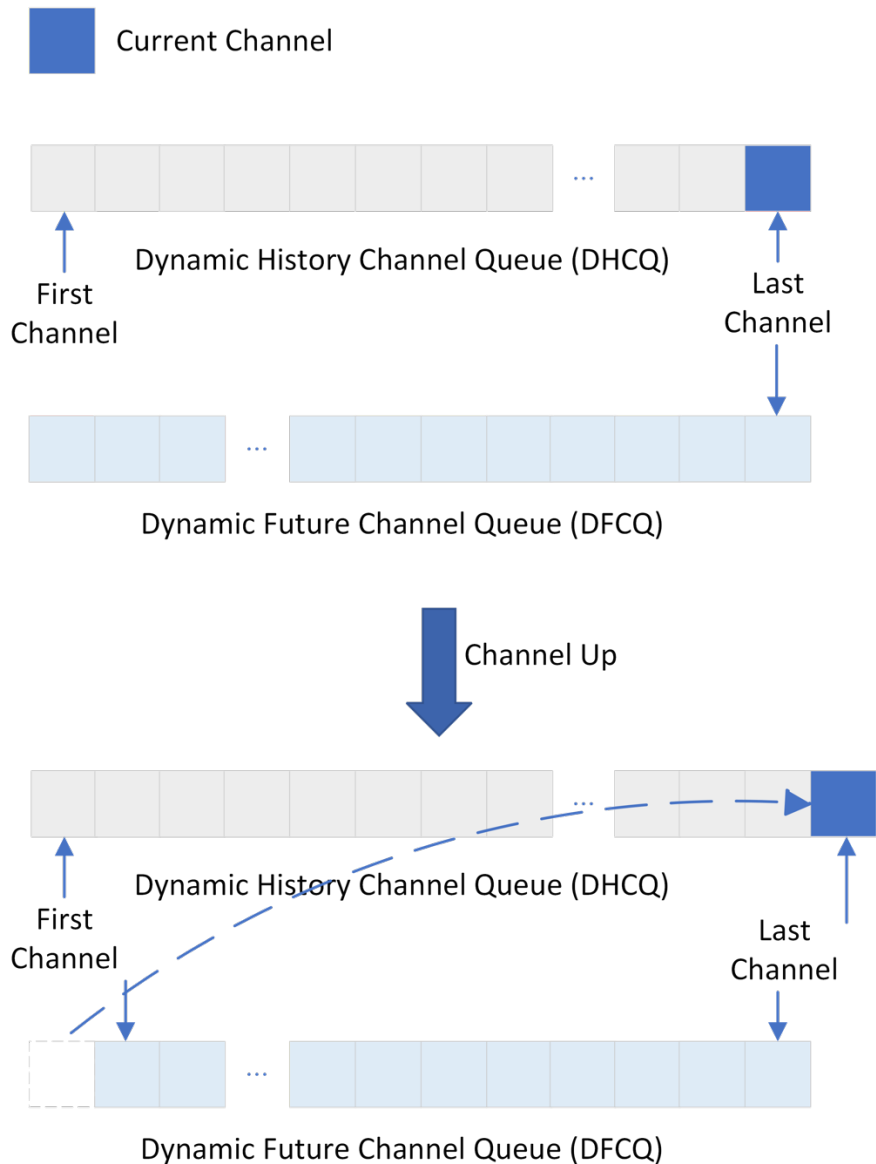 Current Channel
...
Dynamic History Channel Queue (DHCQ)
First
Channel
Last
Channel
...
Dynamic Future Channel Queue (DFCQ)
Channel Up
...
Dynamic History Channel Queue (DHCQ)
First
Channel
Last
Channel
...
Dynamic Future Channel Queue (DFCQ)